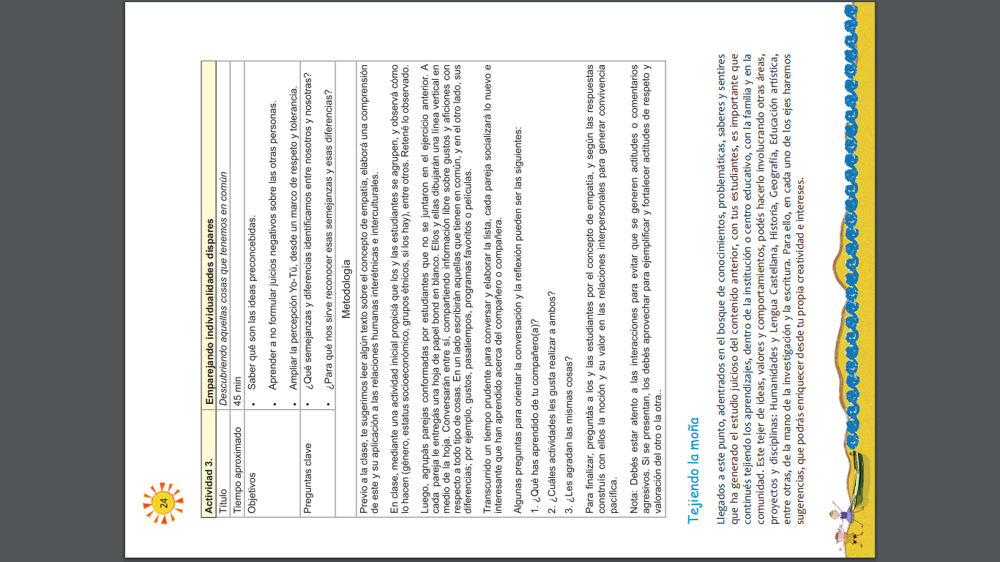 24
Actividad 3. Emparejando individualidades dispares
Título Descubriendo aquellas cosas que tenemos en común
Tiempo aproximado 45 min
Objetivos • Saber qué son las ideas preconcebidas.
• Aprender a no formular juicios negativos sobre las otras personas.
• Ampliar la percepción Yo-Tú, desde un marco de respeto y tolerancia.
Preguntas clave • ¿Qué semejanzas y diferencias identificamos entre nosotros y nosotras?
• ¿Para qué nos sirve reconocer esas semejanzas y esas diferencias?
Metodología
Previo a la clase, te sugerimos leer algún texto sobre el concepto de empatía, elaborá una comprensión
de este y su aplicación a las relaciones humanas interétnicas e interculturales.
En clase, mediante una actividad inicial propiciá que los y las estudiantes se agrupen, y observá cómo
lo hacen (género, estatus socioeconómico, grupos étnicos, si los hay), entre otros. Retené lo observado.
Luego, agrupás parejas conformadas por estudiantes que no se juntaron en el ejercicio anterior. A
cada pareja le entregás una hoja de papel bond en blanco. Ellos y ellas dibujarán una línea vertical en
medio de la hoja. Conversarán entre sí, compartiendo información libre sobre gustos y aficiones con
respecto a todo tipo de cosas. En un lado escribirán aquellas que tienen en común, y en el otro lado, sus
diferencias; por ejemplo, gustos, pasatiempos, programas favoritos o películas.
Transcurrido un tiempo prudente para conversar y elaborar la lista, cada pareja socializará lo nuevo e
interesante que han aprendido acerca del compañero o compañera.
Algunas preguntas para orientar la conversación y la reflexión pueden ser las siguientes:
1. ¿Qué has aprendido de tu compañero(a)?
2. ¿Cuáles actividades les gusta realizar a ambos?
3. ¿Les agradan las mismas cosas?
Para finalizar, preguntás a los y las estudiantes por el concepto de empatía, y según las respuestas
construís con ellos la noción y su valor en las relaciones interpersonales para generar convivencia
pacífica.
Nota: Debés estar atento a las interacciones para evitar que se generen actitudes o comentarios
agresivos. Si se presentan, los debés aprovechar para ejemplificar y fortalecer actitudes de respeto y
valoración del otro o la otra..
Tejiendo la moña
Llegados a este punto, adentrados en el bosque de conocimientos, problemáticas, saberes y sentires
que ha generado el estudio juicioso del contenido anterior, con tus estudiantes, es importante que
continués tejiendo los aprendizajes, dentro de la institución o centro educativo, con la familia y en la
comunidad. Este tejer de ideas, valores y comportamientos, podés hacerlo involucrando otras áreas,
proyectos y disciplinas: Humanidades y Lengua Castellana, Historia, Geografía, Educación artística,
entre otras, de la mano de la investigación y la escritura. Para ello, en cada uno de los ejes haremos
sugerencias, que podrás enriquecer desde tu propia creatividad e intereses.